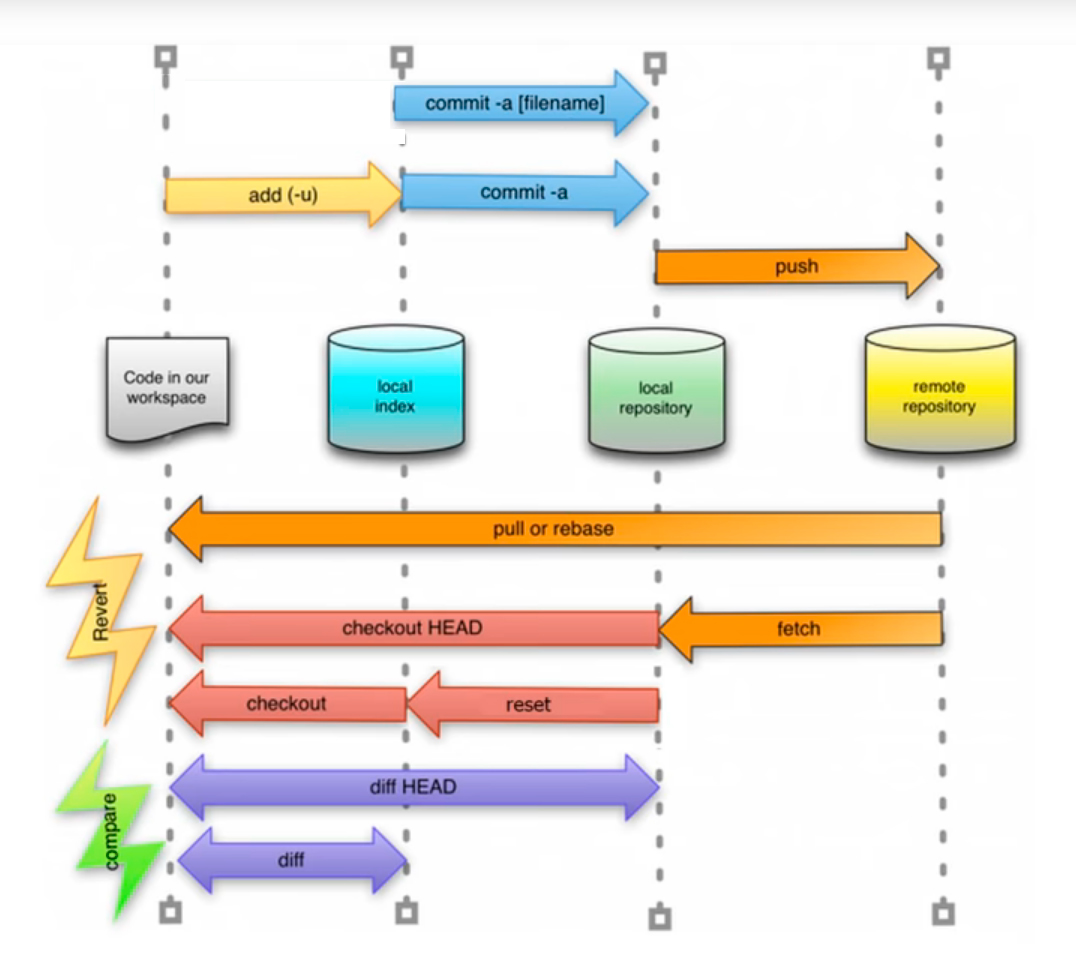 commit -a [filename]
add (-u)
commit -a
push
Code in our
workspace
local
index
local
repository
remote
repository
pull or rebase
Revert
checkout HEAD
fetch
checkout
reset
diff HEAD
compare
diff